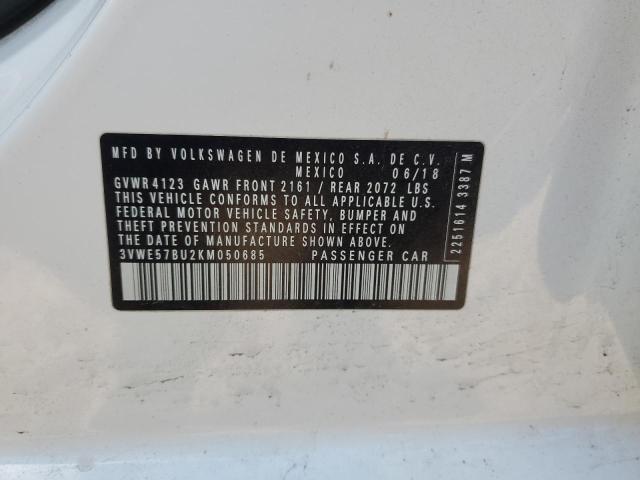 MFD BY VOLKSWAGEN DE MEXICO S.A. DE C.V.
MEXICO 06/18
GVWR 4123 GAWR FRONT 2161 / REAR 2072 LBS
THIS VEHICLE CONFORMS TO ALL APPLICABLE U.S.
FEDERAL MOTOR VEHICLE SAFETY, BUMPER AND
THEFT PREVENTION STANDARDS IN EFFECT ON
THE DATE OF MANUFACTURE SHOWN ABOVE.
3VWE57BU2KM050685 PASSENGER CAR
2251614 3387 M